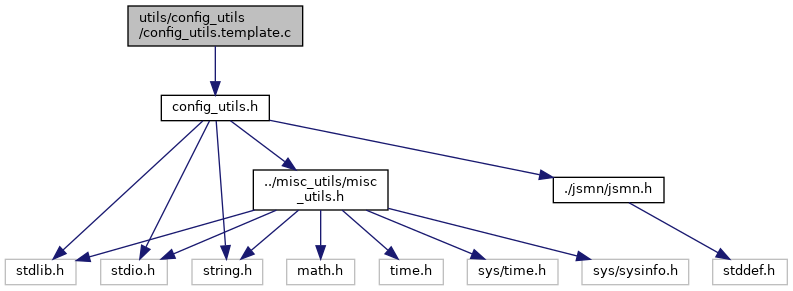 utils/config_utils
/config_utils.template.c
config_utils.h
../misc_utils/misc
_utils.h
./jsmn/jsmn.h
stdlib.h
stdio.h
string.h
math.h
time.h
sys/time.h
sys/sysinfo.h
stddef.h